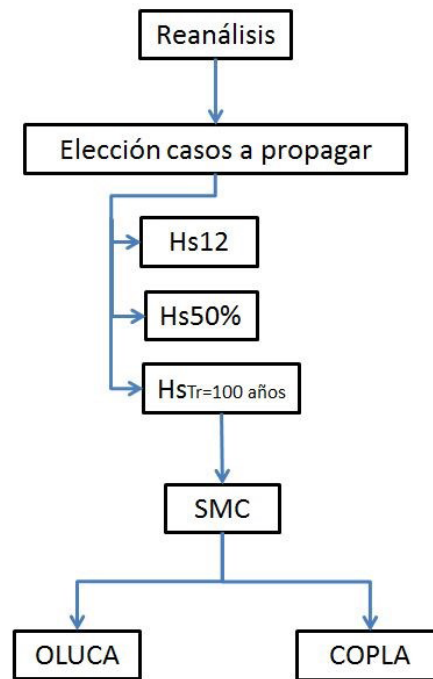 Reanálisis
Elección casos a propagar
Hs12
Hs50%
HsTr=100 años
SMC
OLUCA
COPLA